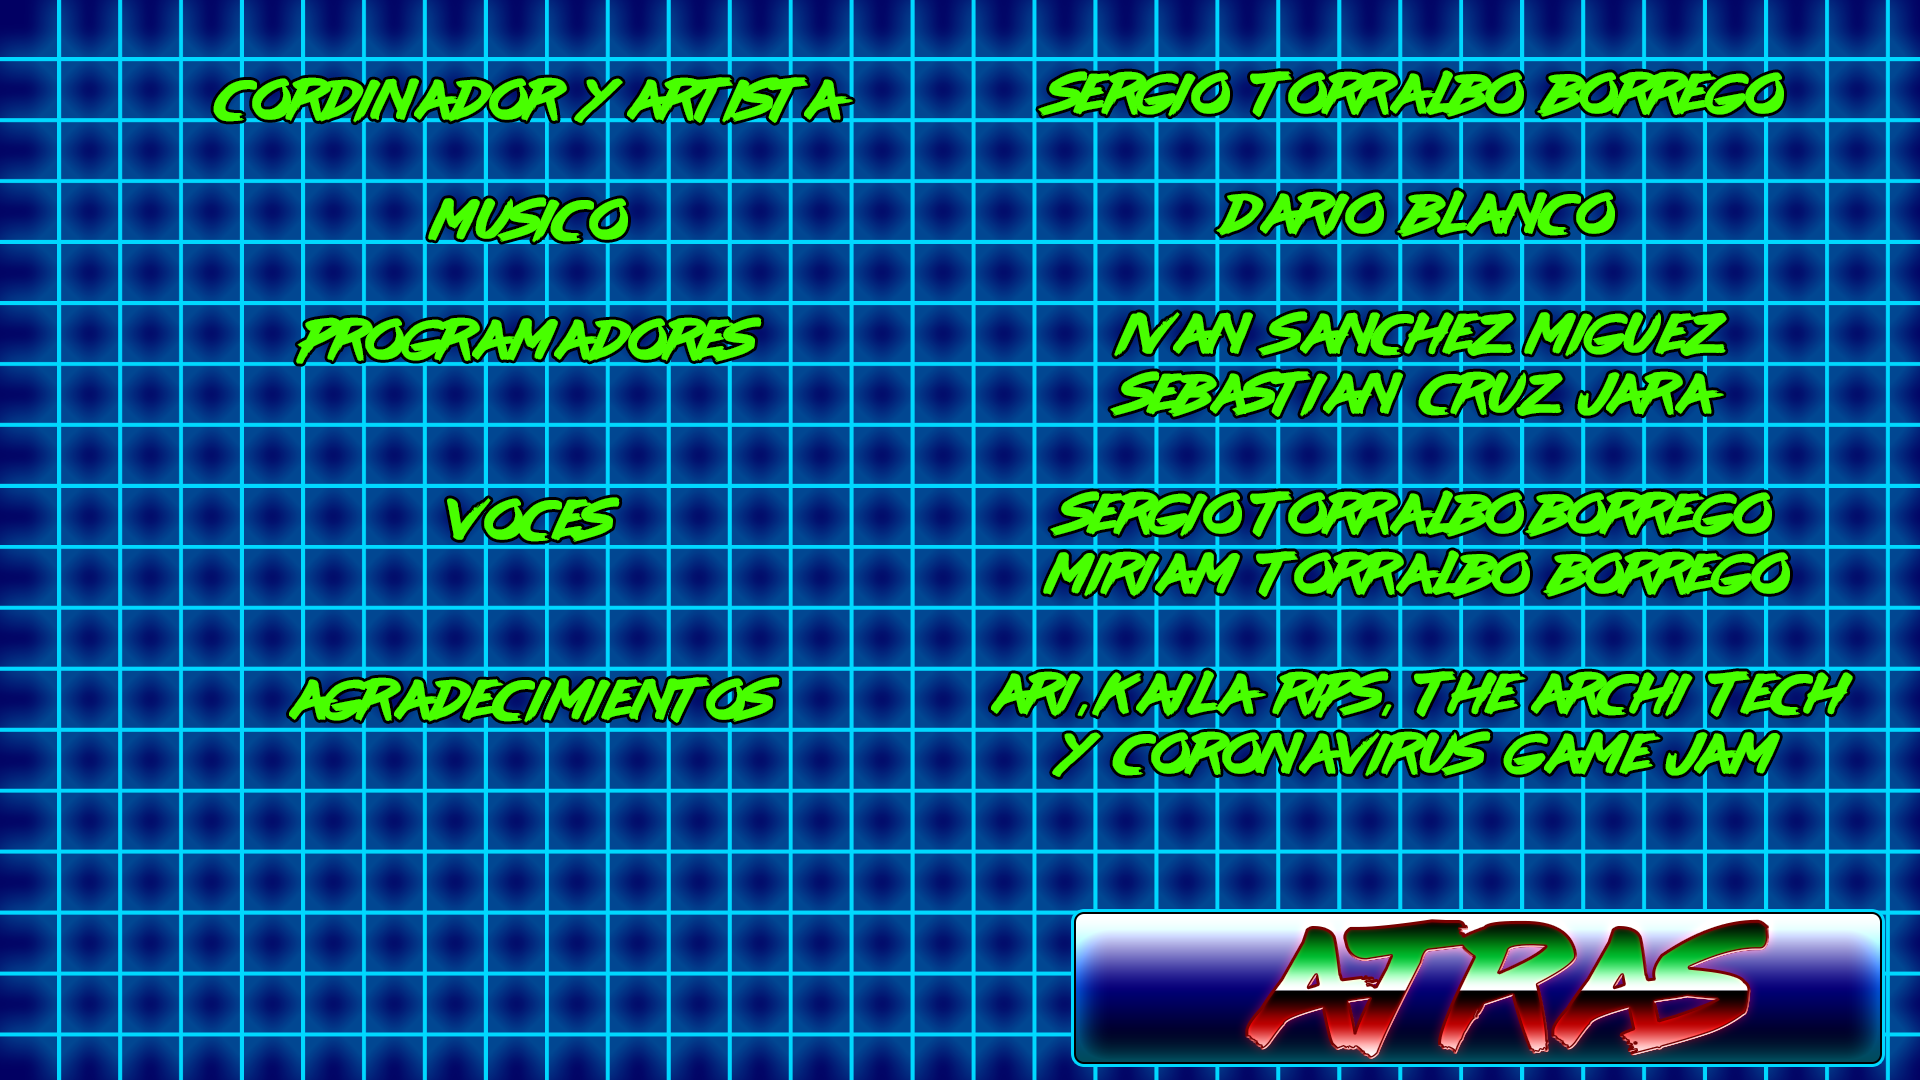 CORDINADOR Y ARTISTA SERGIO TORRALBO BORREGO
MUSICO DARIO BLANCO
PROGRAMADORES IVAN SANCHEZ MIGUEZ
SEBASTIAN CRUZ JARA
VOCES SERGIO TORRALBO BORREGO
MIRIAM TORRALBO BORREGO
AGRADECIMIENTOS ARI, KAILA RIPS, THE ARCHI TECH
Y CORONAVIRUS GAME JAM
ATRAS